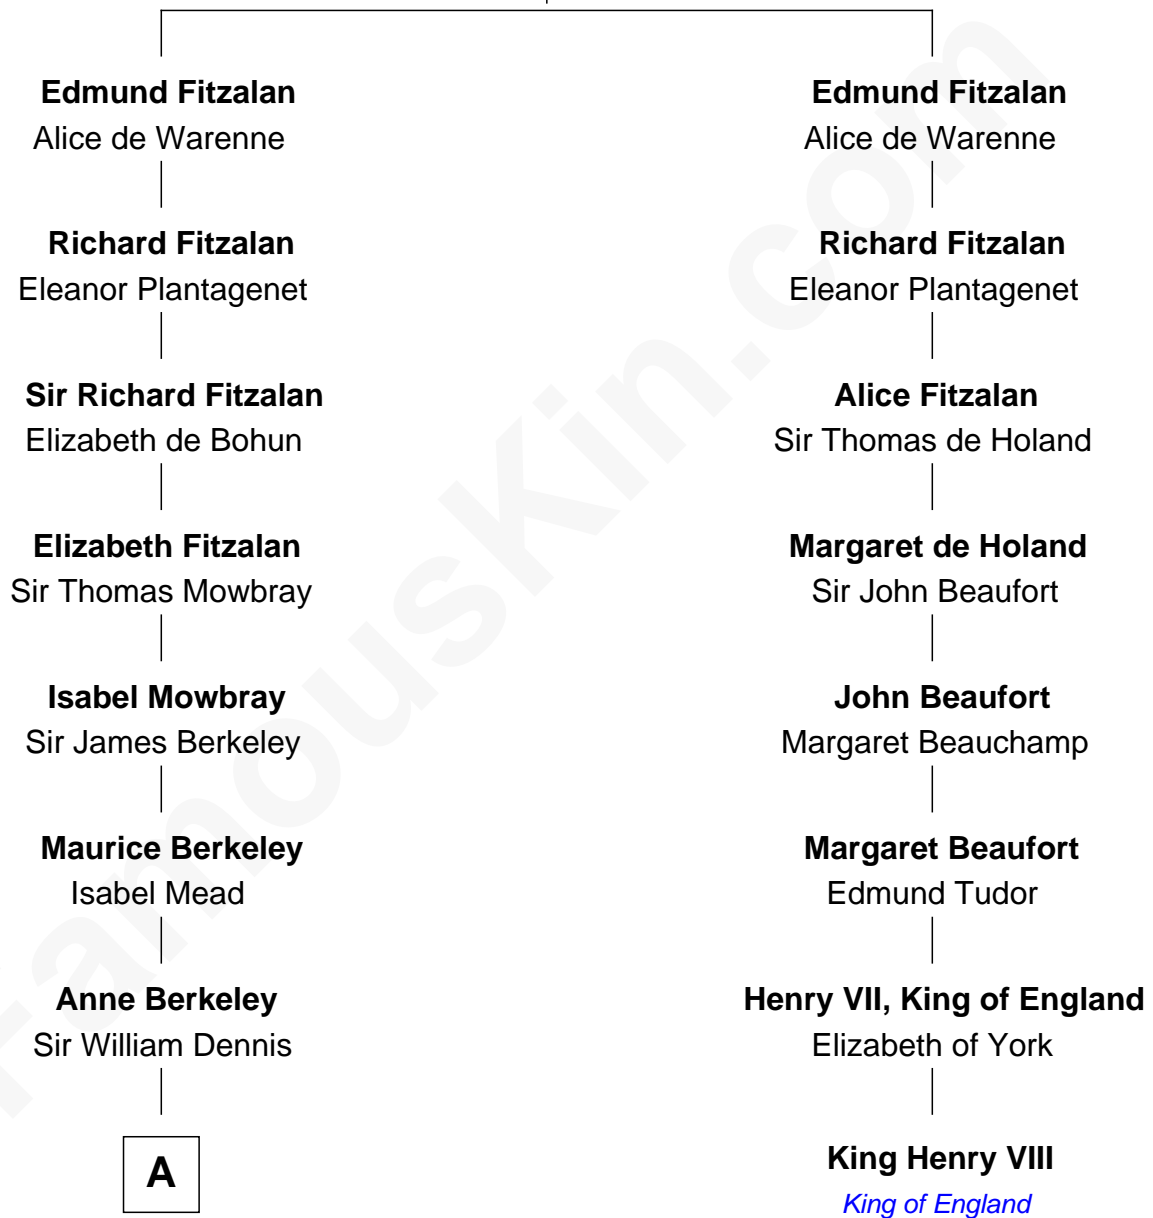 Edmund Fitzalan
Alice de Warenne
Richard Fitzalan
Eleanor Plantagenet
Sir Richard Fitzalan
Elizabeth de Bohun
Elizabeth Fitzalan
Sir Thomas Mowbray
Isabel Mowbray
Sir James Berkeley
Maurice Berkeley
Isabel Mead
Anne Berkeley
Sir William Dennis
A
Edmund Fitzalan
Alice de Warenne
Richard Fitzalan
Eleanor Plantagenet
Alice Fitzalan
Sir Thomas de Holand
Margaret de Holand
Sir John Beaufort
John Beaufort
Margaret Beauchamp
Margaret Beaufort
Edmund Tudor
Henry VII, King of England
Elizabeth of York
King Henry VIII
King of England
FamousKin.com